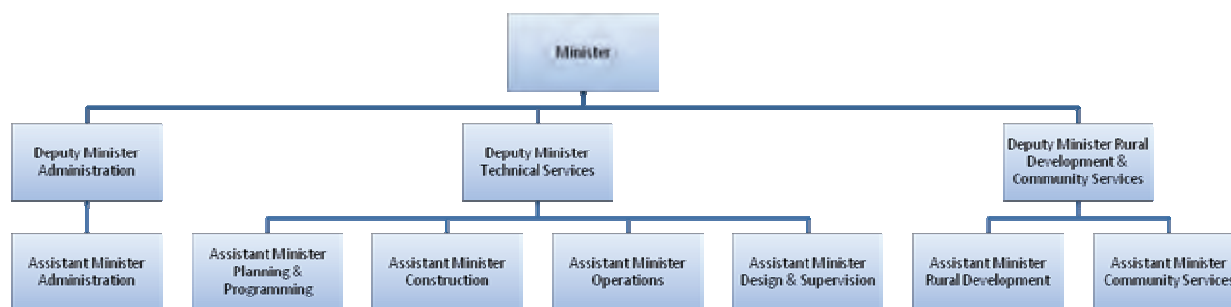 Minister
Deputy Minister
Administration
Deputy Minister
Technical Services
Deputy Minister Rural
Development &
Community Services
Assistant Minister
Administration
Assistant Minister
Planning &
Programming
Assistant Minister
Construction
Assistant Minister
Operations
Assistant Minister
Design & Supervision
Assistant Minister
Rural Development
Assistant Minister
Community Services